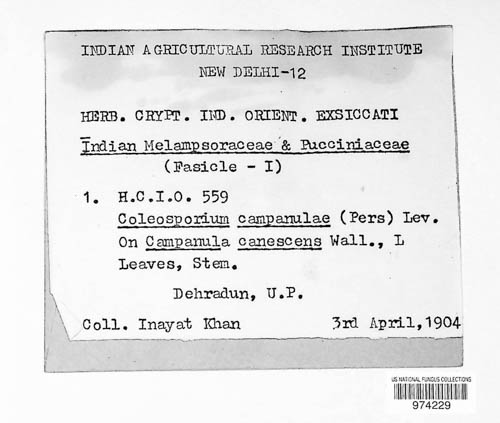 INDIAN AGRICULTURAL RESEARCH INSTITUTE
NEW DELHI-12
HERB. CRYPT. IND. ORIENT. EXSICCATI
Indian Melampsoraceae & Pucciniaceae
(Fasicle - I)
1. H.C.I.O. 559
Coleosporium campanulae (Pers) Lev.
On Campanula canescens Wall., L
Leaves, Stem.
Dehradun, U.P.
Coll. Inayat Khan 3rd April, 1904
US NATIONAL FUNGUS COLLECTIONS
974229